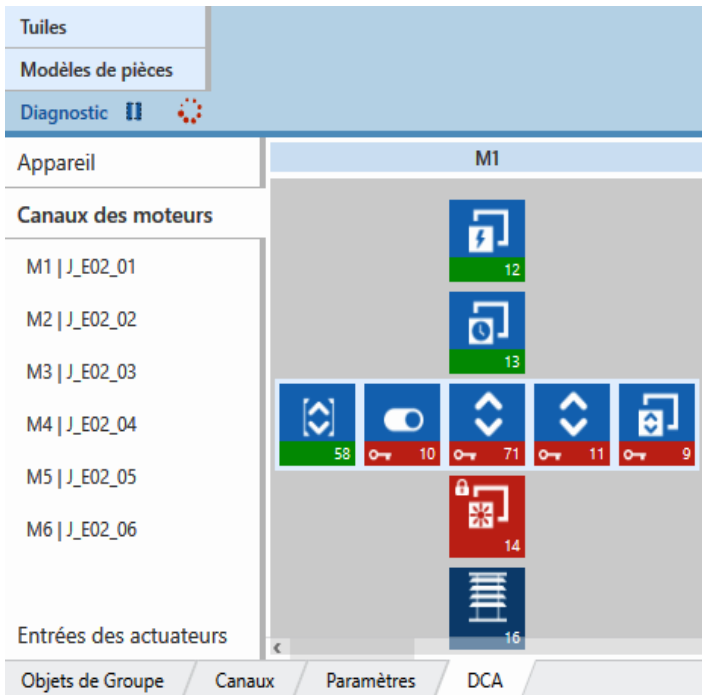 Tuiles
Modèles de pièces
Diagnostic
Appareil
Canaux des moteurs
M1 | J_E02_01
M2 | J_E02_02
M3 | J_E02_03
M4 | J_E02_04
M5 | J_E02_05
M6 | J_E02_06
Entrées des actuateurs
M1
12
13
58 10 71 11 9
14
16
Objets de Groupe Canaux Paramètres DCA